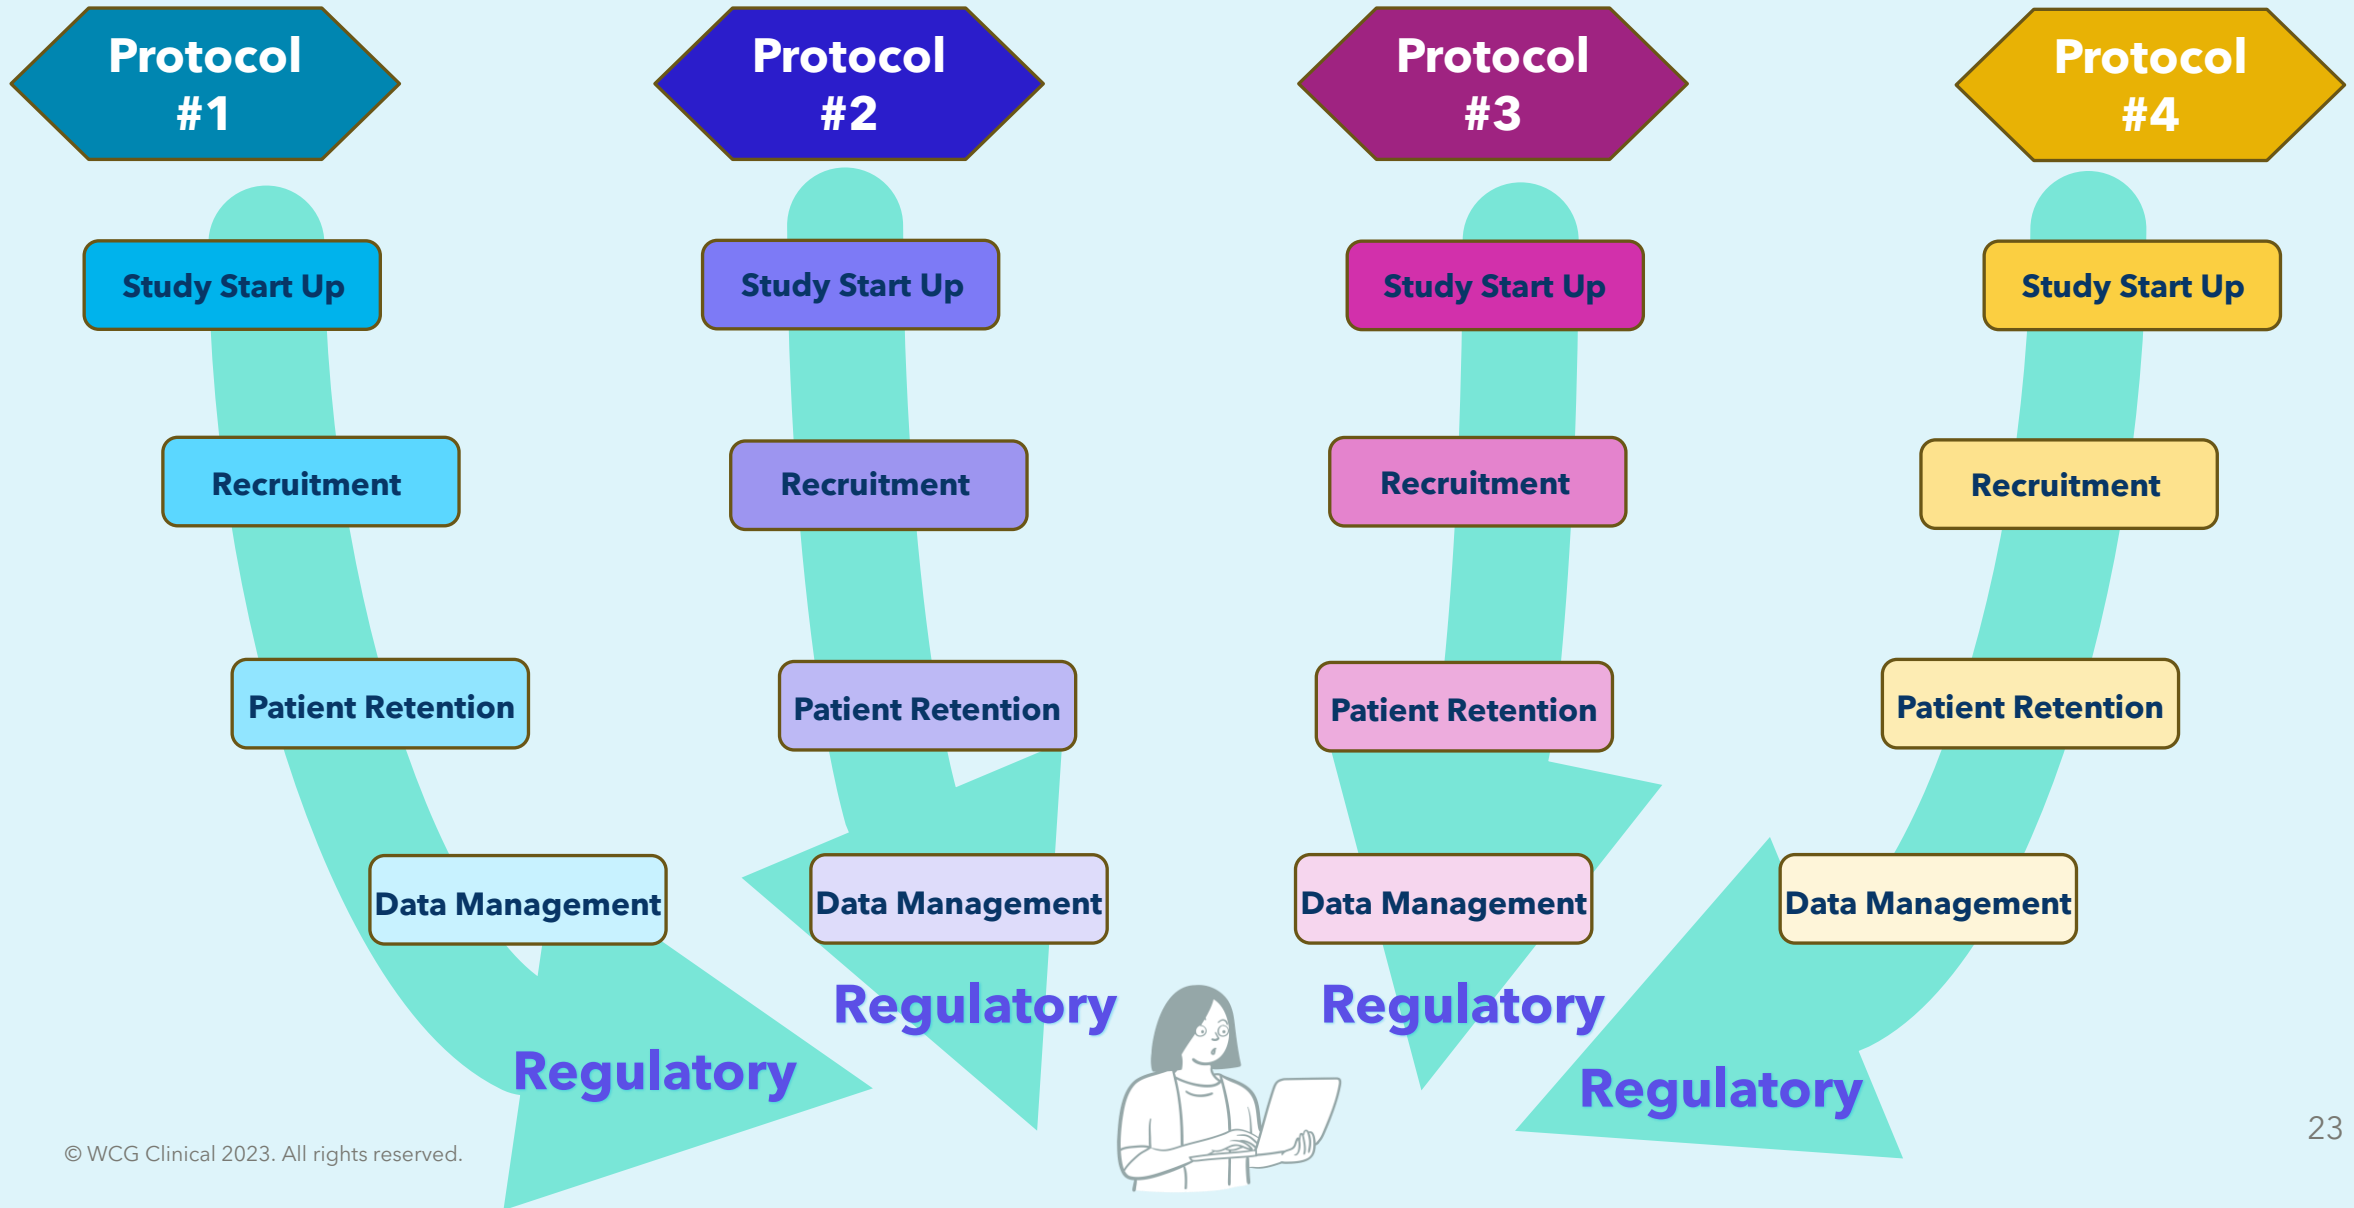 Protocol
#1
Protocol
#2
Protocol
#3
Protocol
#4
Study Start Up
Study Start Up
Study Start Up
Study Start Up
Recruitment
Recruitment
Recruitment
Recruitment
Patient Retention
Patient Retention
Patient Retention
Patient Retention
Data Management
Data Management
Data Management
Data Management
Regulatory
Regulatory
Regulatory
Regulatory
© WCG Clinical 2023. All rights reserved.
23